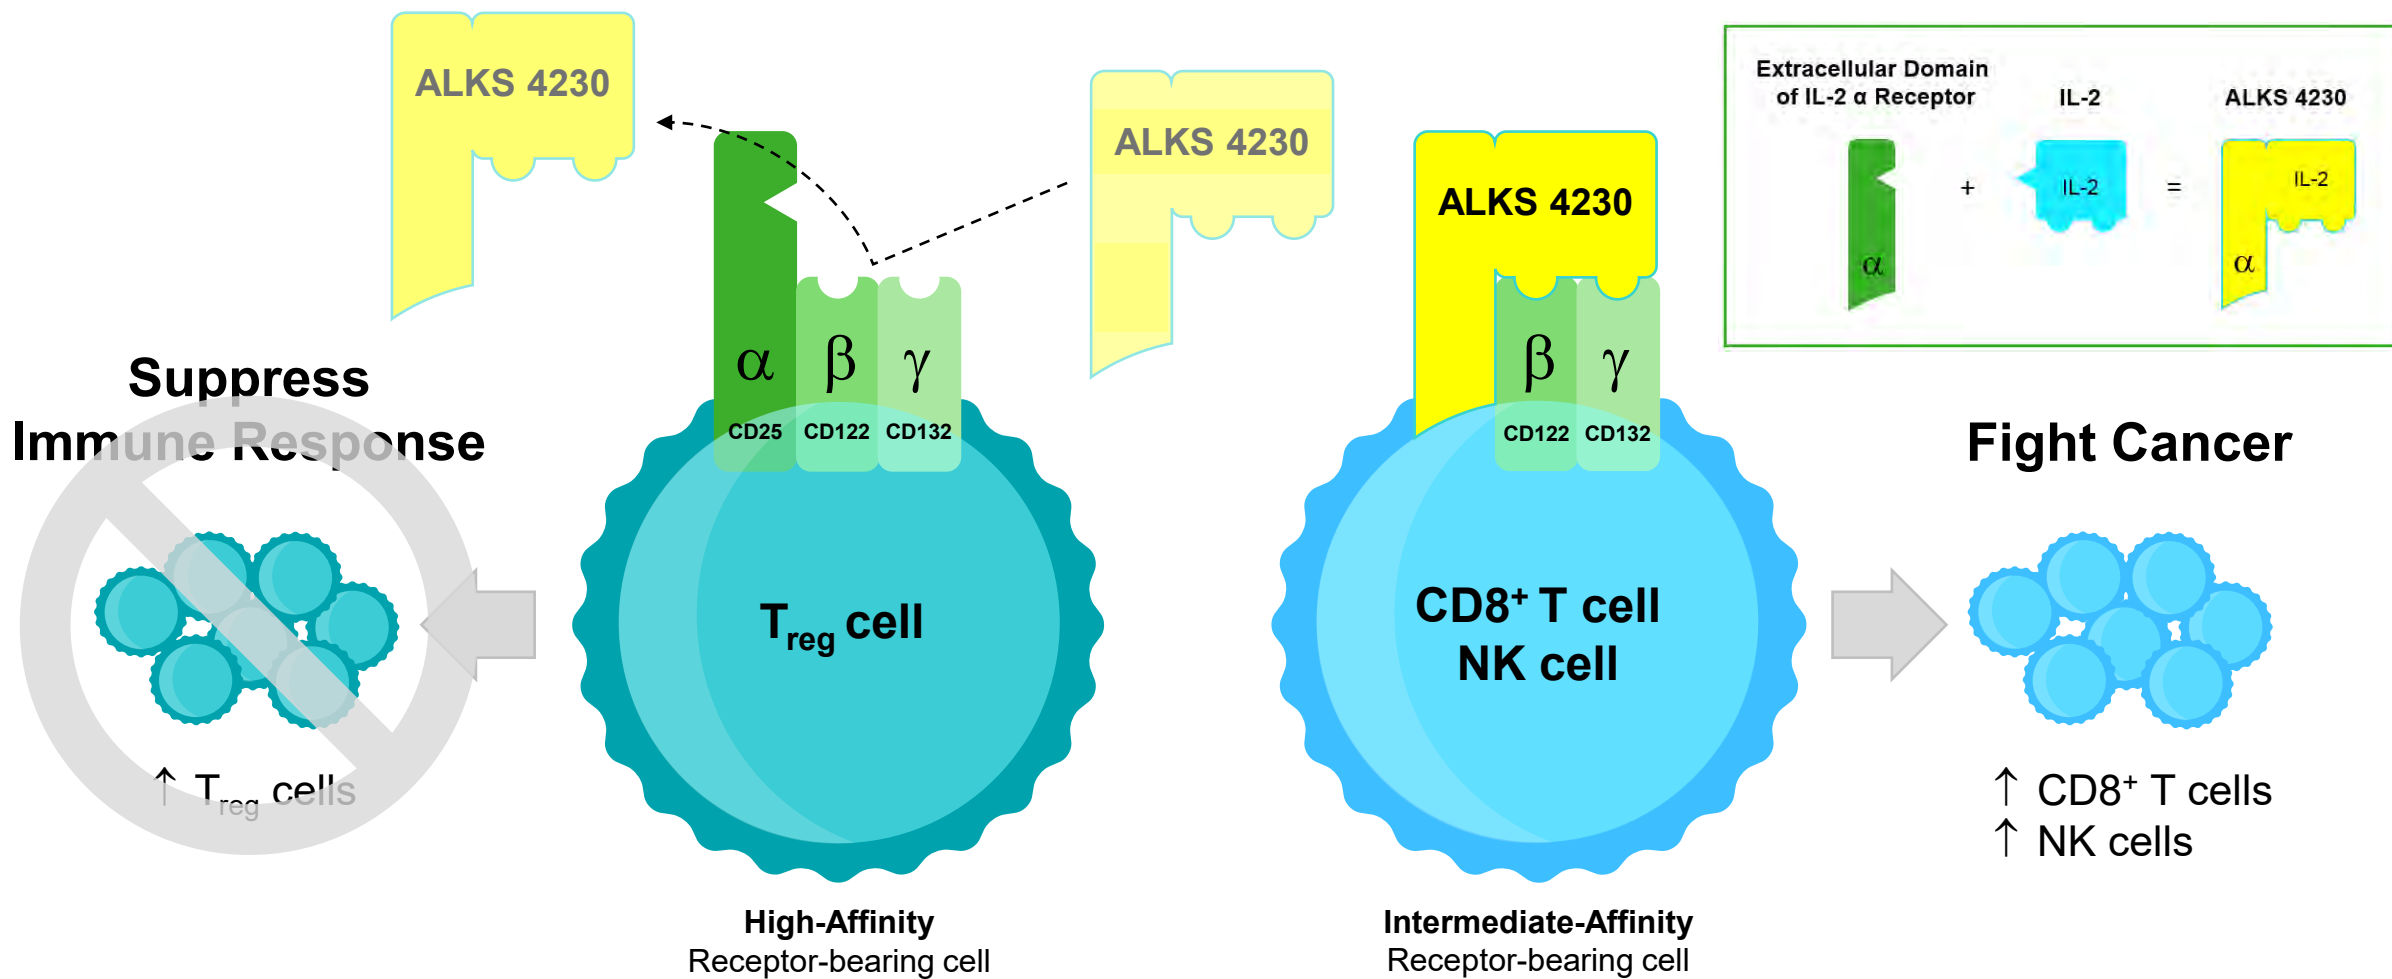 ALKS 4230
ALKS 4230
ALKS 4230
Extracellular Domain
of IL-2 α Receptor
IL-2
ALKS 4230
α
+
IL-2
=
IL-2
α
Suppress
Immune Response
↑ Treg cells
α
β
γ
CD25
CD122
CD132
Treg cell
High-Affinity
Receptor-bearing cell
β
γ
CD122
CD132
CD8⁺ T cell
NK cell
Intermediate-Affinity
Receptor-bearing cell
Fight Cancer
↑ CD8⁺ T cells
↑ NK cells